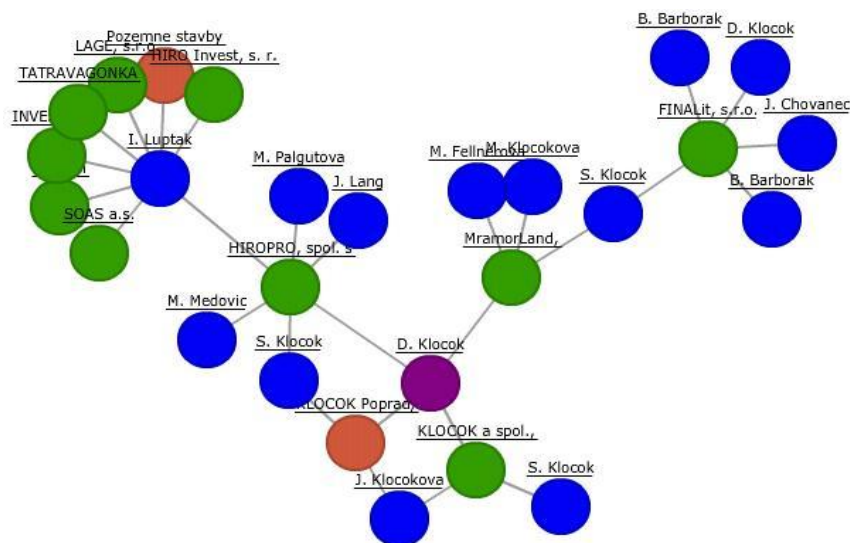 B. Barborak
D. Klocok
Pozemne stavby
LAGE, s.r.o.
HIRO Invest, s. r.
TATRAVAGONKA
J. Chovanec
FINALit, s.r.o.
I. Luptak
M. Palgutova
M. Fellnerova
M. Klocokova
S. Klocok
J. Lang
B. Barborak
SOAS a.s.
HIROPRO, spol. s
MramorLand,
M. Medovic
S. Klocok
D. Klocok
KLOCOK Poprad,
KLOCOK a spol.,
J. Klocokova
S. Klocok